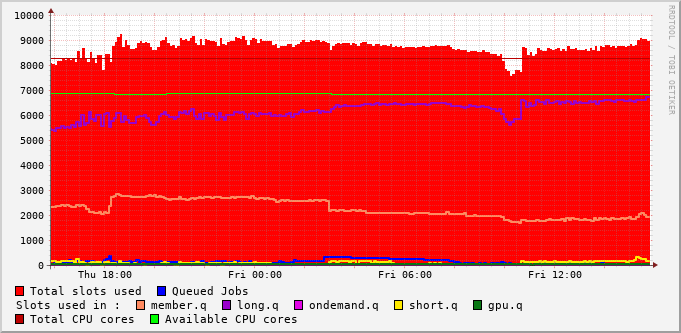 10000
9000
8000
7000
6000
5000
4000
3000
2000
1000
0
Thu 18:00 Fri 00:00 Fri 06:00 Fri 12:00
RRDTOOL / TOBI OETIKER
Total slots used Queued Jobs
Slots used in : member.q long.q ondemand.q short.q gpu.q
Total CPU cores Available CPU cores